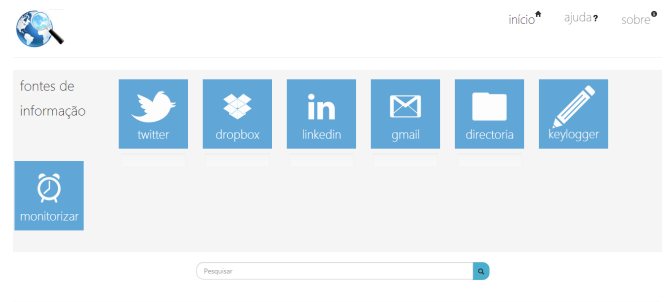 início
ajuda?
sobre
fontes de
informação
twitter
dropbox
linkedin
gmail
directoria
keylogger
monitorizar
Pesquisar